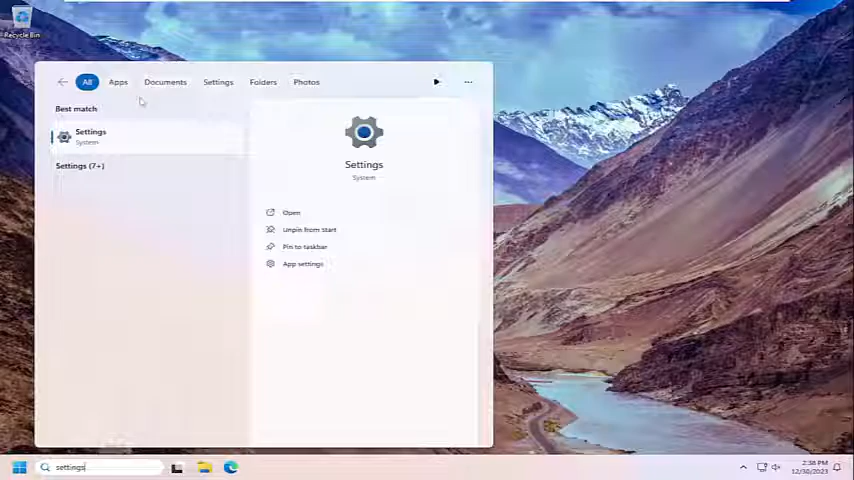 Recycle Bin
All Apps Documents Settings Folders Photos
Best match
Settings
System
Settings (7+)
Settings
System
Open
Unpin from Start
Pin to taskbar
App settings
settings
2:38 PM
12/30/2023